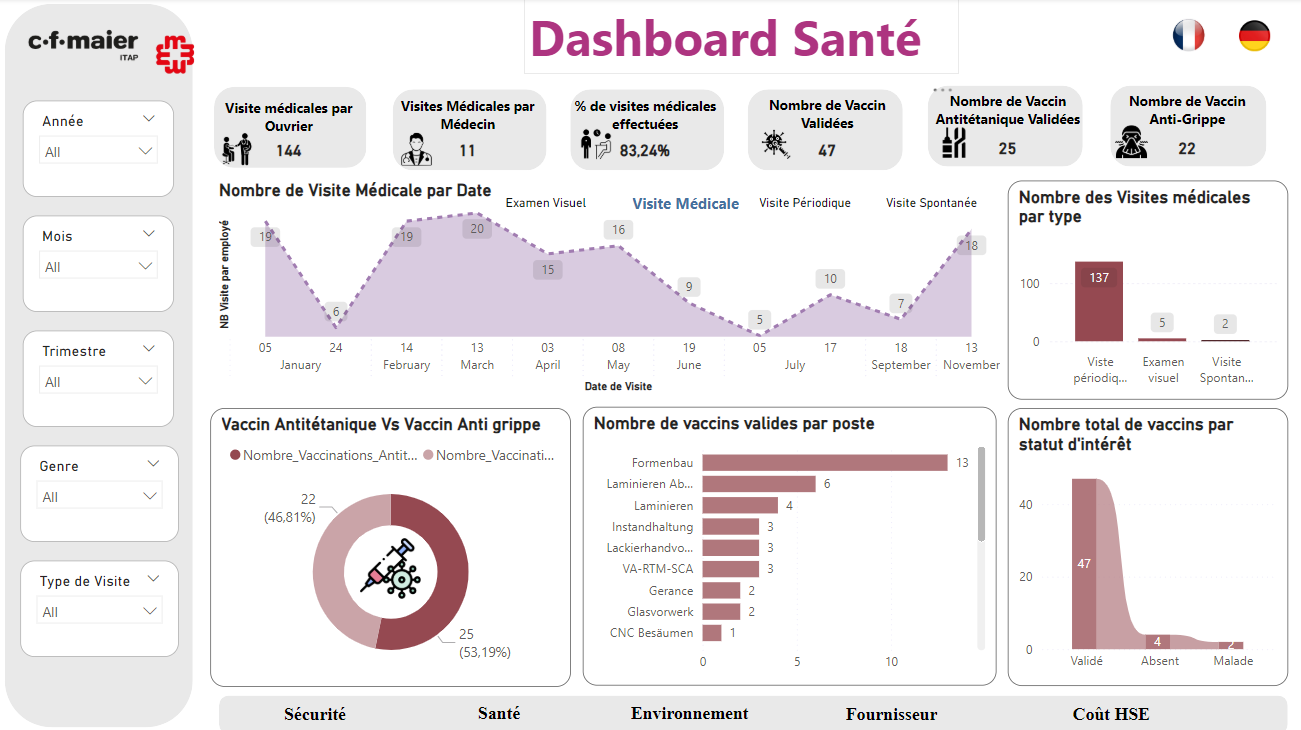 c·f·maier
ITAP
Dashboard Santé
Année
All
Mois
All
Trimestre
All
Genre
All
Type de Visite
All
Visite médicales par
Ouvrier
144
Visites Médicales par
Médecin
11
% de visites médicales
effectuées
83,24%
Nombre de Vaccin
Validées
47
Nombre de Vaccin
Antitétanique Validées
25
Nombre de Vaccin
Anti-Grippe
22
Nombre de Visite Médicale par Date
Examen Visuel
Visite Médicale
Visite Périodique
Visite Spontanée
NB Visite par employé
19
6
19
20
15
16
9
5
10
7
18
05 24 14 13 03 08 19 05 17 18 13
January February March April May June July September November
Date de Visite
Nombre des Visites médicales
par type
100
0
137
5
2
Viste
périodiq...
Examen
visuel
Visite
Spontan...
Vaccin Antitétanique Vs Vaccin Anti grippe
Nombre_Vaccinations_Antit... Nombre_Vaccinati...
22
(46,81%)
25
(53,19%)
Nombre de vaccins valides par poste
Formenbau 13
Laminieren Ab... 6
Laminieren 4
Instandhaltung 3
Lackierhandvo... 3
VA-RTM-SCA 3
Gerance 2
Glasvorwerk 2
CNC Besäumen 1
0 5 10
Nombre total de vaccins par
statut d'intérêt
40
20
0
47
4
2
Validé Absent Malade
Sécurité Santé Environnement Fournisseur Coût HSE